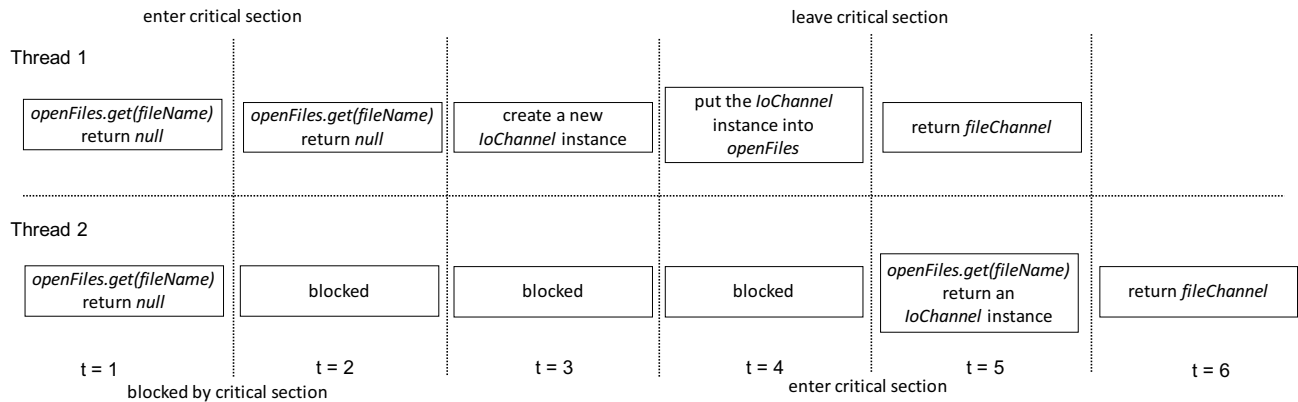 enter critical section
leave critical section
Thread 1
openFiles.get(fileName)
return null
openFiles.get(fileName)
return null
create a new
IoChannel instance
put the IoChannel
instance into
openFiles
return fileChannel
Thread 2
openFiles.get(fileName)
return null
blocked
blocked
blocked
openFiles.get(fileName)
return an
IoChannel instance
return fileChannel
t = 1
t = 2
t = 3
t = 4
t = 5
t = 6
blocked by critical section
enter critical section